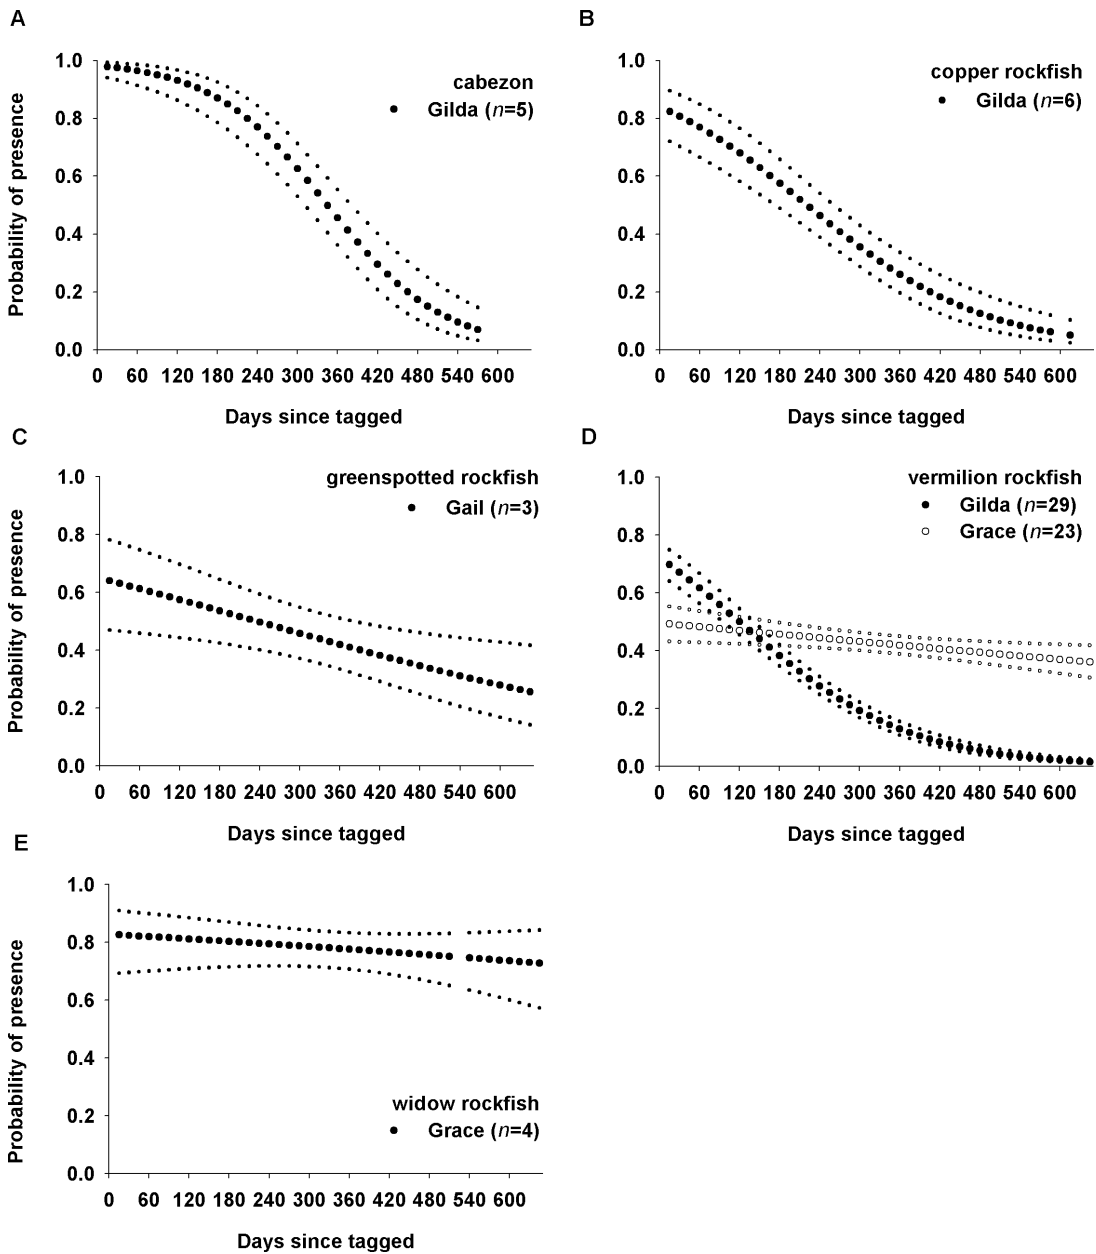 A
Probability of presence
1.0
0.8
0.6
0.4
0.2
0.0
cabezon
Gilda (n=5)
0 60 120 180 240 300 360 420 480 540 600
Days since tagged
B
1.0
0.8
0.6
0.4
0.2
0.0
copper rockfish
Gilda (n=6)
0 60 120 180 240 300 360 420 480 540 600
Days since tagged
C
Probability of presence
1.0
0.8
0.6
0.4
0.2
0.0
greenspotted rockfish
Gail (n=3)
0 60 120 180 240 300 360 420 480 540 600
Days since tagged
D
1.0
0.8
0.6
0.4
0.2
0.0
vermilion rockfish
Gilda (n=29)
Grace (n=23)
0 60 120 180 240 300 360 420 480 540 600
Days since tagged
E
Probability of presence
1.0
0.8
0.6
0.4
0.2
0.0
widow rockfish
Grace (n=4)
0 60 120 180 240 300 360 420 480 540 600
Days since tagged